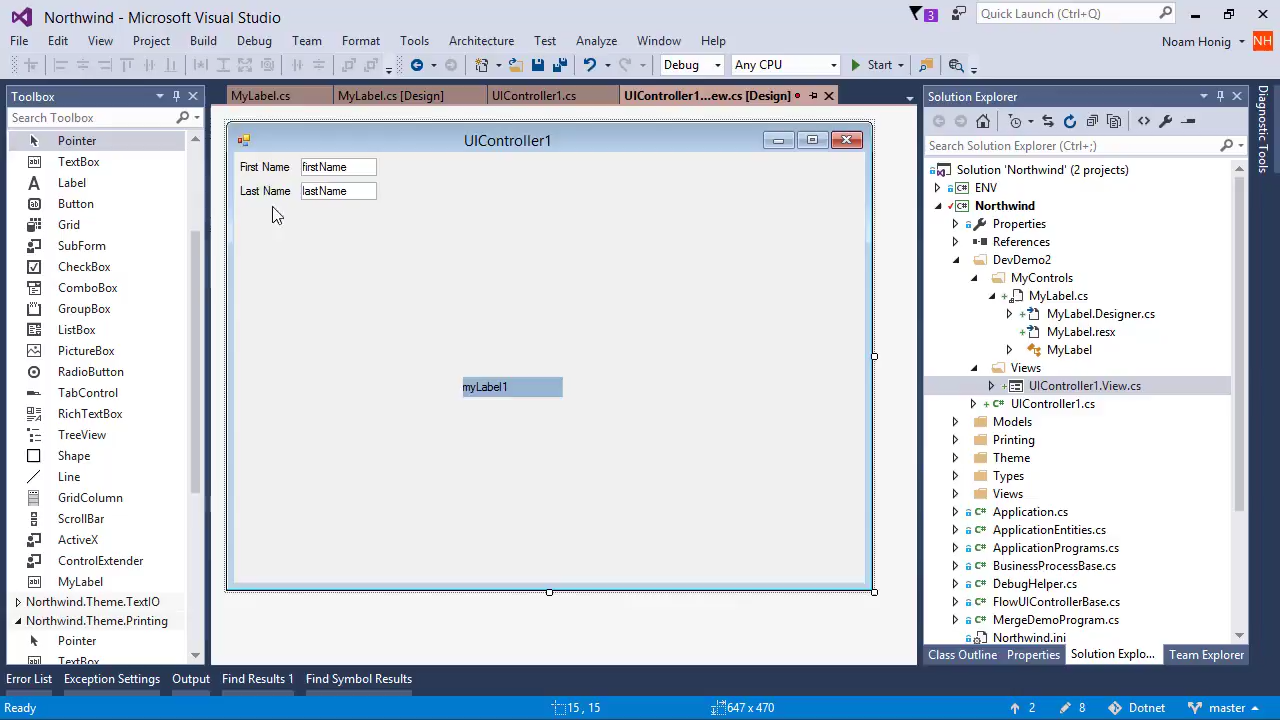 Northwind - Microsoft Visual Studio
3
Quick Launch (Ctrl+;)
File Edit View Project Build Debug Team Format Tools Architecture Test Analyze Window Help
Noam Honig
NH
Debug
Any CPU
Start
Toolbox
Search Toolbox
Pointer
TextBox
Label
Button
Grid
SubForm
CheckBox
ComboBox
GroupBox
ListBox
PictureBox
RadioButton
TabControl
RichTextBox
TreeView
Shape
Line
GridColumn
ScrollBar
ActiveX
ControlExtender
MyLabel
Northwind.Theme.TextIO
Northwind.Theme.Printing
Pointer
TextBox
MyLabel.cs
MyLabel.cs [Design]
UIController1.cs
UIController1...ew.cs [Design]
UIController1
First Name firstName
Last Name lastName
myLabel1
Solution Explorer
Search Solution Explorer (Ctrl+;)
Solution 'Northwind' (2 projects)
ENV
Northwind
Properties
References
DevDemo2
MyControls
MyLabel.cs
MyLabel.Designer.cs
MyLabel.resx
MyLabel
Views
UIController1.View.cs
UIController1.cs
Models
Printing
Theme
Types
Views
Application.cs
ApplicationEntities.cs
ApplicationPrograms.cs
BusinessProcessBase.cs
DebugHelper.cs
FlowUIControllerBase.cs
MergeDemoProgram.cs
Northwind.ini
Class Outline Properties Solution Explo... Team Explorer
Diagnostic Tools
Error List Exception Settings Output Find Results 1 Find Symbol Results
Ready
15 , 15
647 x 470
2
8
Dotnet
master